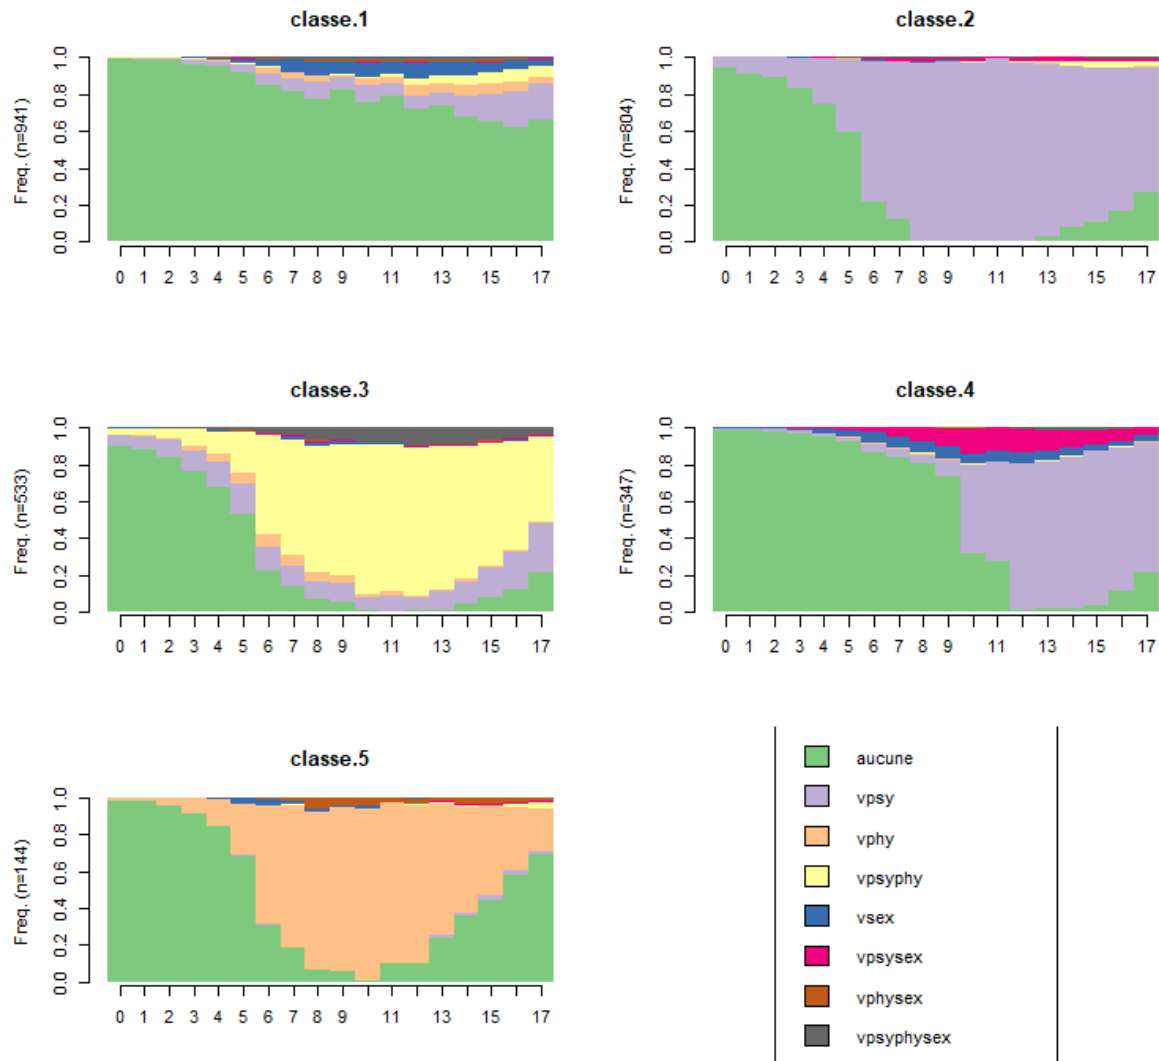 classe.1
Freq. (n=941)
0.0 0.2 0.4 0.6 0.8 1.0
0 1 2 3 4 5 6 7 8 9 11 13 15 17
classe.2
Freq. (n=804)
0.0 0.2 0.4 0.6 0.8 1.0
0 1 2 3 4 5 6 7 8 9 11 13 15 17
classe.3
Freq. (n=533)
0.0 0.2 0.4 0.6 0.8 1.0
0 1 2 3 4 5 6 7 8 9 11 13 15 17
classe.4
Freq. (n=347)
0.0 0.2 0.4 0.6 0.8 1.0
0 1 2 3 4 5 6 7 8 9 11 13 15 17
classe.5
Freq. (n=144)
0.0 0.2 0.4 0.6 0.8 1.0
0 1 2 3 4 5 6 7 8 9 11 13 15 17
aucune
vpsy
vphy
vpsyphy
vsex
vpsysex
vphysex
vpsyphysex